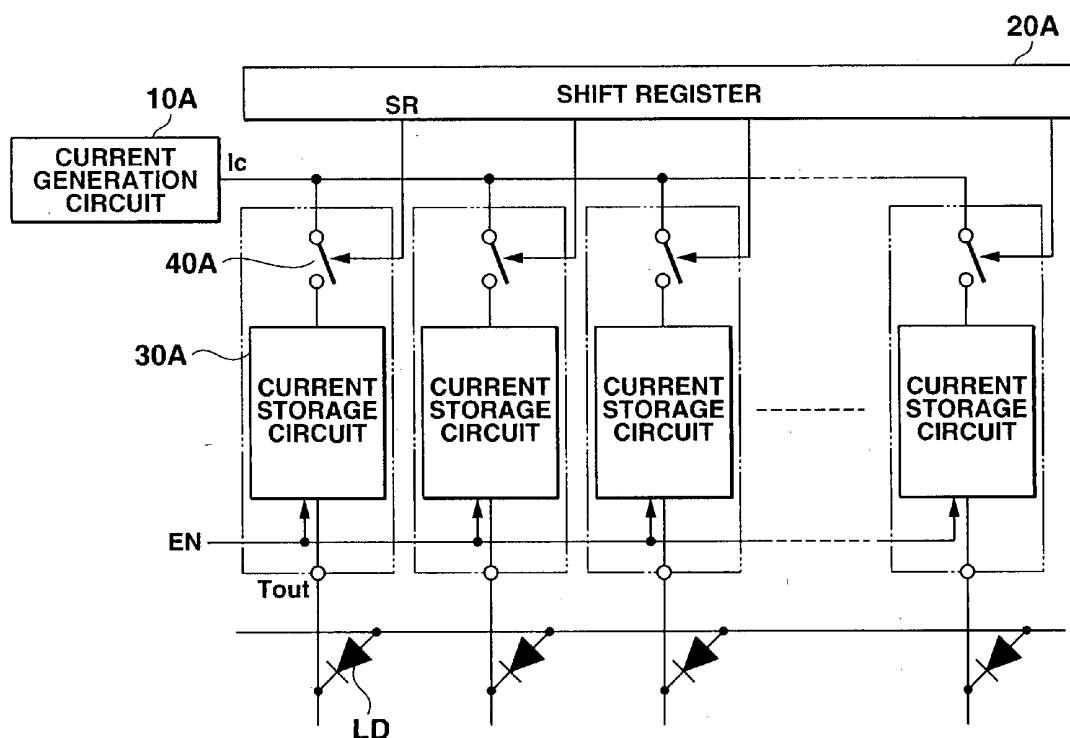 20A
SHIFT REGISTER
SR
10A
CURRENT
GENERATION
CIRCUIT
Ic
40A
30A
CURRENT
STORAGE
CIRCUIT
CURRENT
STORAGE
CIRCUIT
CURRENT
STORAGE
CIRCUIT
CURRENT
STORAGE
CIRCUIT
EN
Tout
LD